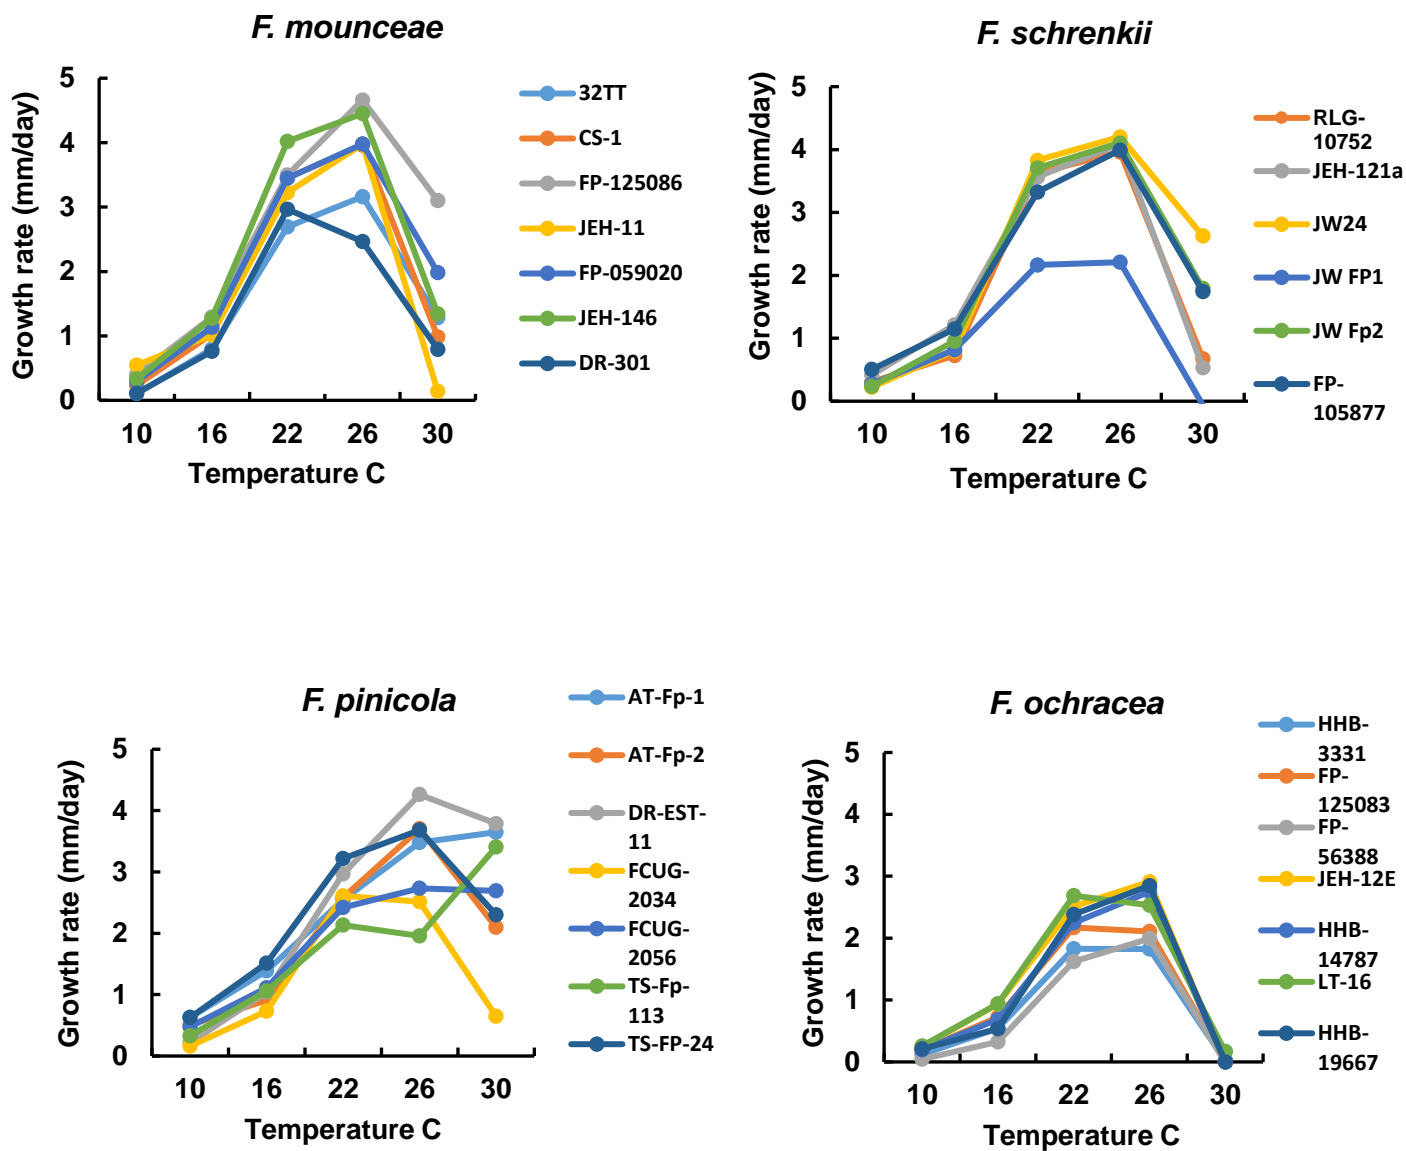 F. mounceae
5
4
3
2
1
0
Growth rate (mm/day)
10 16 22 26 30
Temperature C
32TT
CS-1
FP-125086
JEH-11
FP-059020
JEH-146
DR-301
F. schrenkii
5
4
3
2
1
0
Growth rate (mm/day)
10 16 22 26 30
Temperature C
RLG-
10752
JEH-121a
JW24
JW FP1
JW Fp2
FP-
105877
F. pinicola
5
4
3
2
1
0
Growth rate (mm/day)
10 16 22 26 30
Temperature C
AT-Fp-1
AT-Fp-2
DR-EST-
11
FCUG-
2034
FCUG-
2056
TS-Fp-
113
TS-FP-24
F. ochracea
5
4
3
2
1
0
Growth rate (mm/day)
10 16 22 26 30
Temperature C
HHB-
3331
FP-
125083
FP-
56388
JEH-12E
HHB-
14787
LT-16
HHB-
19667